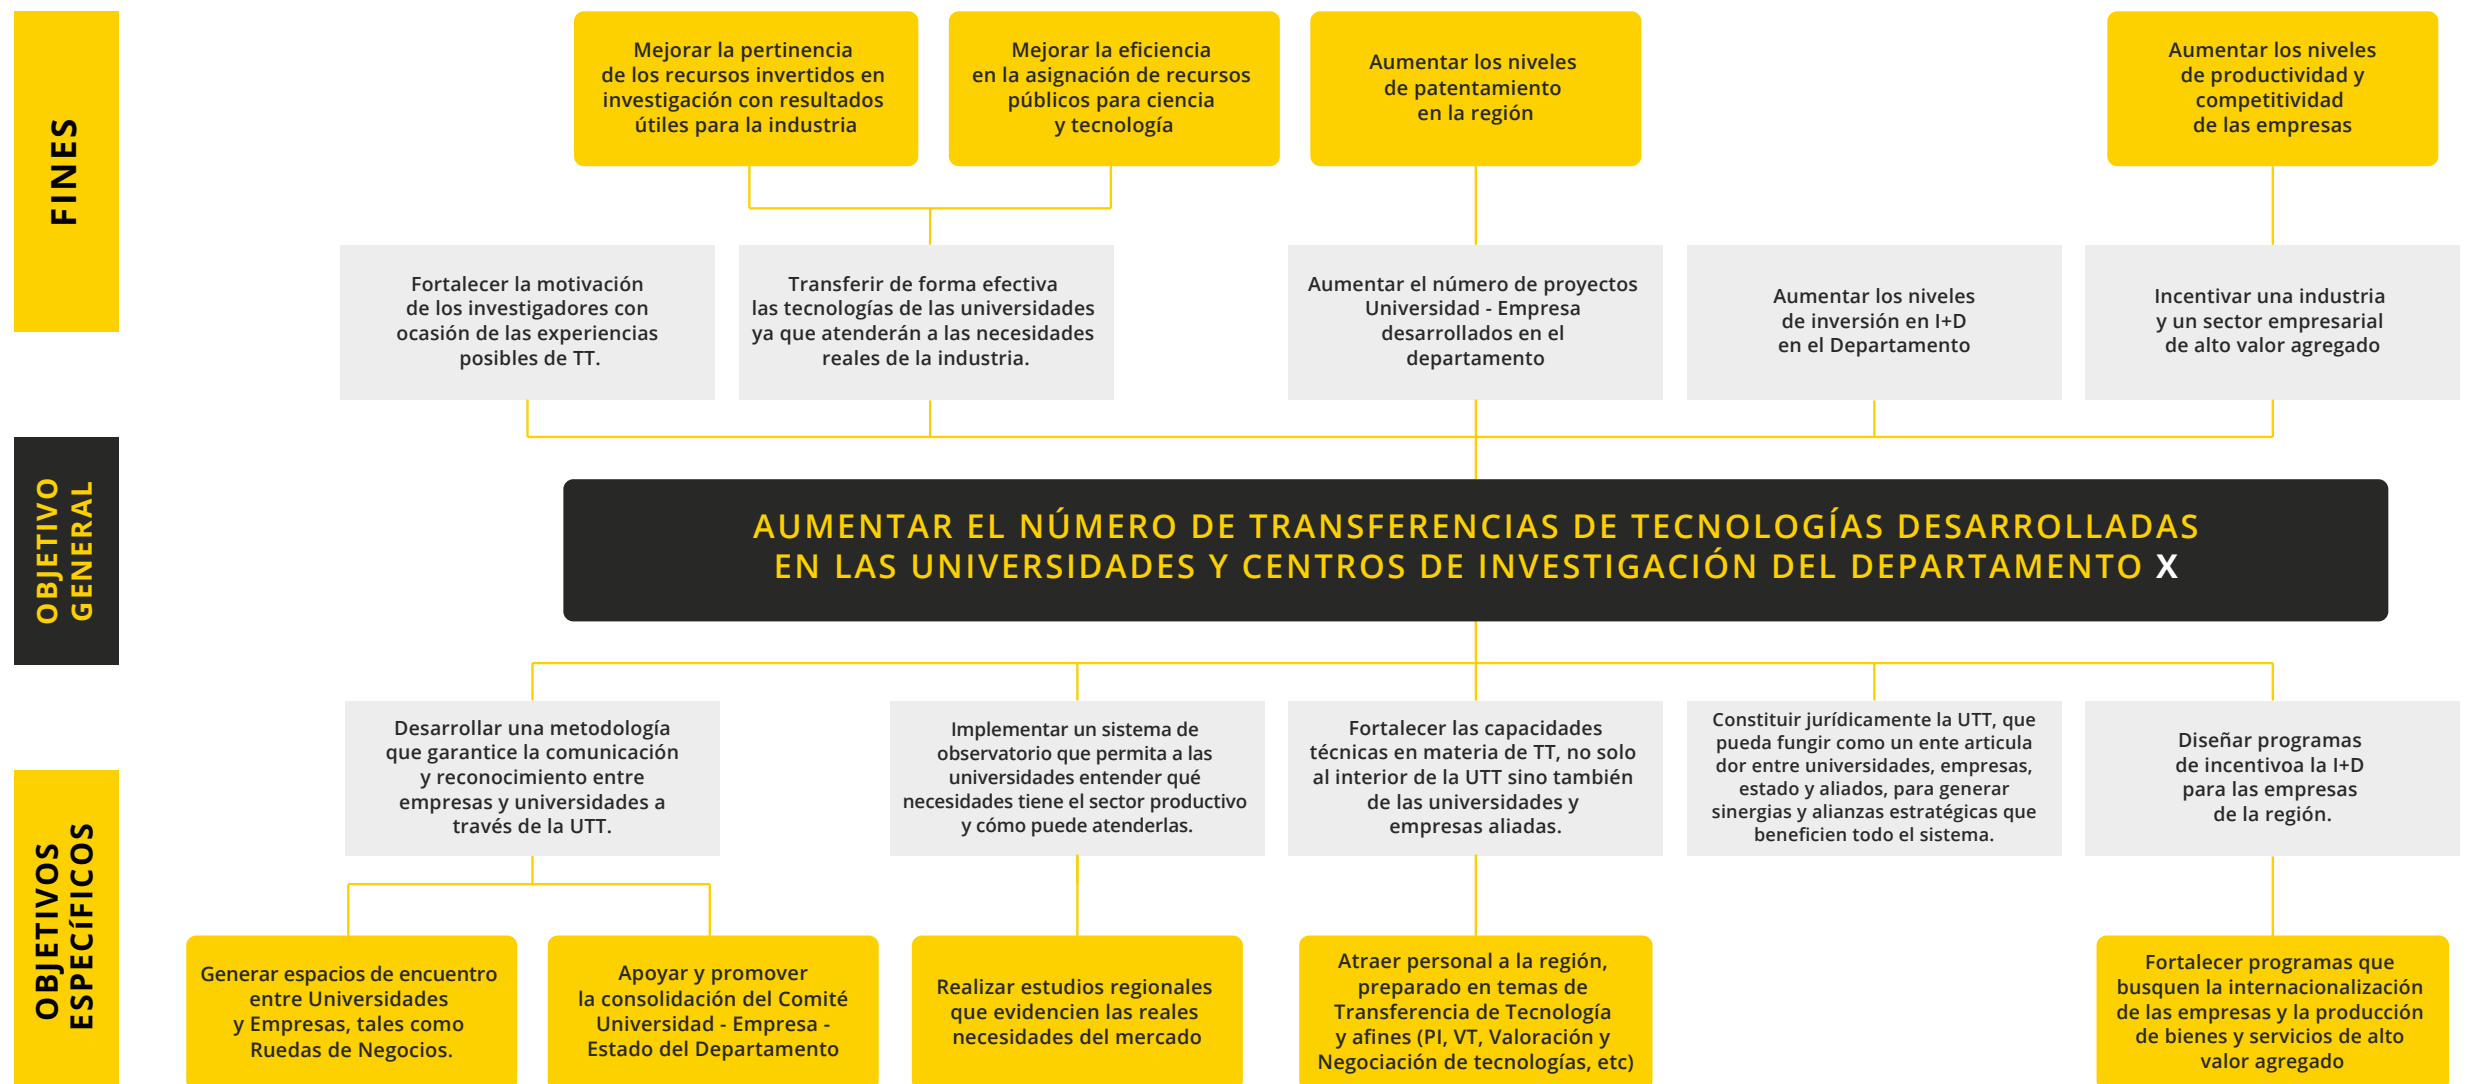 FINES
Mejorar la pertinencia
de los recursos invertidos en
investigación con resultados
útiles para la industria
Mejorar la eficiencia
en la asignación de recursos
públicos para ciencia
y tecnología
Aumentar los niveles
de patentamiento
en la región
Aumentar los niveles
de productividad y
competitividad
de las empresas
Fortalecer la motivación
de los investigadores con
ocasión de las experiencias
posibles de TT.
Transferir de forma efectiva
las tecnologías de las universidades
ya que atenderán a las necesidades
reales de la industria.
Aumentar el número de proyectos
Universidad - Empresa
desarrollados en el
departamento
Aumentar los niveles
de inversión en I+D
en el Departamento
Incentivar una industria
y un sector empresarial
de alto valor agregado
OBJETIVO
GENERAL
AUMENTAR EL NÚMERO DE TRANSFERENCIAS DE TECNOLOGÍAS DESARROLLADAS
EN LAS UNIVERSIDADES Y CENTROS DE INVESTIGACIÓN DEL DEPARTAMENTO X
OBJETIVOS
ESPECÍFICOS
Desarrollar una metodología
que garantice la comunicación
y reconocimiento entre
empresas y universidades a
través de la UTT.
Implementar un sistema de
observatorio que permita a las
universidades entender qué
necesidades tiene el sector productivo
y cómo puede atenderlas.
Fortalecer las capacidades
técnicas en materia de TT, no solo
al interior de la UTT sino también
de las universidades y
empresas aliadas.
Constituir jurídicamente la UTT, que
pueda fungir como un ente articula
dor entre universidades, empresas,
estado y aliados, para generar
sinergias y alianzas estratégicas que
beneficien todo el sistema.
Diseñar programas
de incentivoa la I+D
para las empresas
de la región.
Generar espacios de encuentro
entre Universidades
y Empresas, tales como
Ruedas de Negocios.
Apoyar y promover
la consolidación del Comité
Universidad - Empresa -
Estado del Departamento
Realizar estudios regionales
que evidencien las reales
necesidades del mercado
Atraer personal a la región,
preparado en temas de
Transferencia de Tecnología
y afines (PI, VT, Valoración y
Negociación de tecnologías, etc)
Fortalecer programas que
busquen la internacionalización
de las empresas y la producción
de bienes y servicios de alto
valor agregado